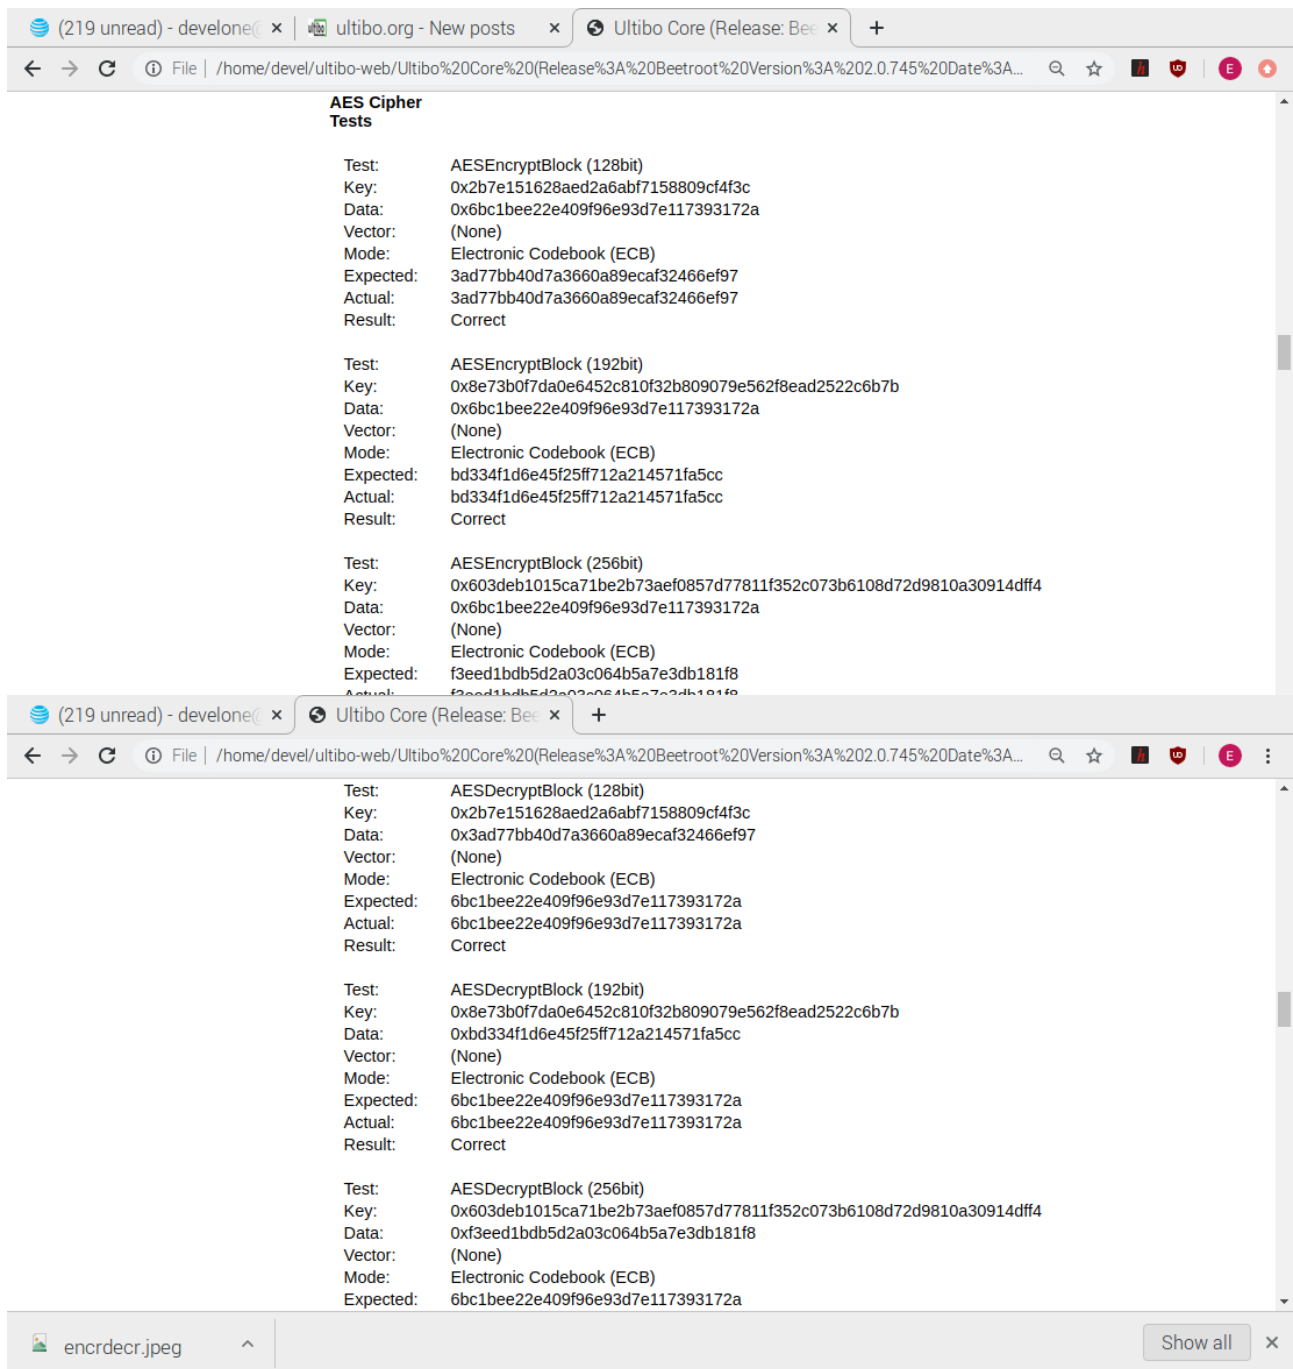 (219 unread) - develone@
ultibo.org - New posts
Ultibo Core (Release: Bee
File | /home/devel/ultibo-web/Ultibo%20Core%20(Release%3A%20Beetroot%20Version%3A%202.0.745%20Date%3A...
AES Cipher
Tests
Test: AESEncryptBlock (128bit)
Key: 0x2b7e151628aed2a6abf7158809cf4f3c
Data: 0x6bc1bee22e409f96e93d7e117393172a
Vector: (None)
Mode: Electronic Codebook (ECB)
Expected: 3ad77bb40d7a3660a89ecaf32466ef97
Actual: 3ad77bb40d7a3660a89ecaf32466ef97
Result: Correct
Test: AESEncryptBlock (192bit)
Key: 0x8e73b0f7da0e6452c810f32b809079e562f8ead2522c6b7b
Data: 0x6bc1bee22e409f96e93d7e117393172a
Vector: (None)
Mode: Electronic Codebook (ECB)
Expected: bd334f1d6e45f25ff712a214571fa5cc
Actual: bd334f1d6e45f25ff712a214571fa5cc
Result: Correct
Test: AESEncryptBlock (256bit)
Key: 0x603deb1015ca71be2b73aef0857d77811f352c073b6108d72d9810a30914dff4
Data: 0x6bc1bee22e409f96e93d7e117393172a
Vector: (None)
Mode: Electronic Codebook (ECB)
Expected: f3eed1bdb5d2a03c064b5a7e3db181f8
Actual: f3eed1bdb5d2a03c064b5a7e3db181f8
(219 unread) - develone@
Ultibo Core (Release: Bee
File | /home/devel/ultibo-web/Ultibo%20Core%20(Release%3A%20Beetroot%20Version%3A%202.0.745%20Date%3A...
Test: AESDecryptBlock (128bit)
Key: 0x2b7e151628aed2a6abf7158809cf4f3c
Data: 0x3ad77bb40d7a3660a89ecaf32466ef97
Vector: (None)
Mode: Electronic Codebook (ECB)
Expected: 6bc1bee22e409f96e93d7e117393172a
Actual: 6bc1bee22e409f96e93d7e117393172a
Result: Correct
Test: AESDecryptBlock (192bit)
Key: 0x8e73b0f7da0e6452c810f32b809079e562f8ead2522c6b7b
Data: 0xbd334f1d6e45f25ff712a214571fa5cc
Vector: (None)
Mode: Electronic Codebook (ECB)
Expected: 6bc1bee22e409f96e93d7e117393172a
Actual: 6bc1bee22e409f96e93d7e117393172a
Result: Correct
Test: AESDecryptBlock (256bit)
Key: 0x603deb1015ca71be2b73aef0857d77811f352c073b6108d72d9810a30914dff4
Data: 0xf3eed1bdb5d2a03c064b5a7e3db181f8
Vector: (None)
Mode: Electronic Codebook (ECB)
Expected: 6bc1bee22e409f96e93d7e117393172a
encrdecr.jpeg
Show all